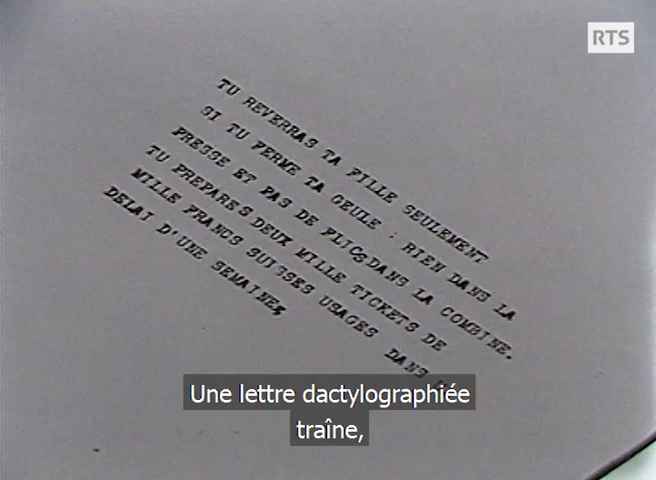 RTS
TU REVERRAS TA FILLE SEULEMENT
SI TU FERME TA GEULE : RIEN DANS LA
PRESSE ET PAS DE FLICS DANS LA COMBINE.
TU PREPARES DEUX MILLE TICKETS DE
MILLE FRANCS SUISSES USAGES DANS
DELAI D'UNE SEMAINE
Une lettre dactylographiée
traîne,